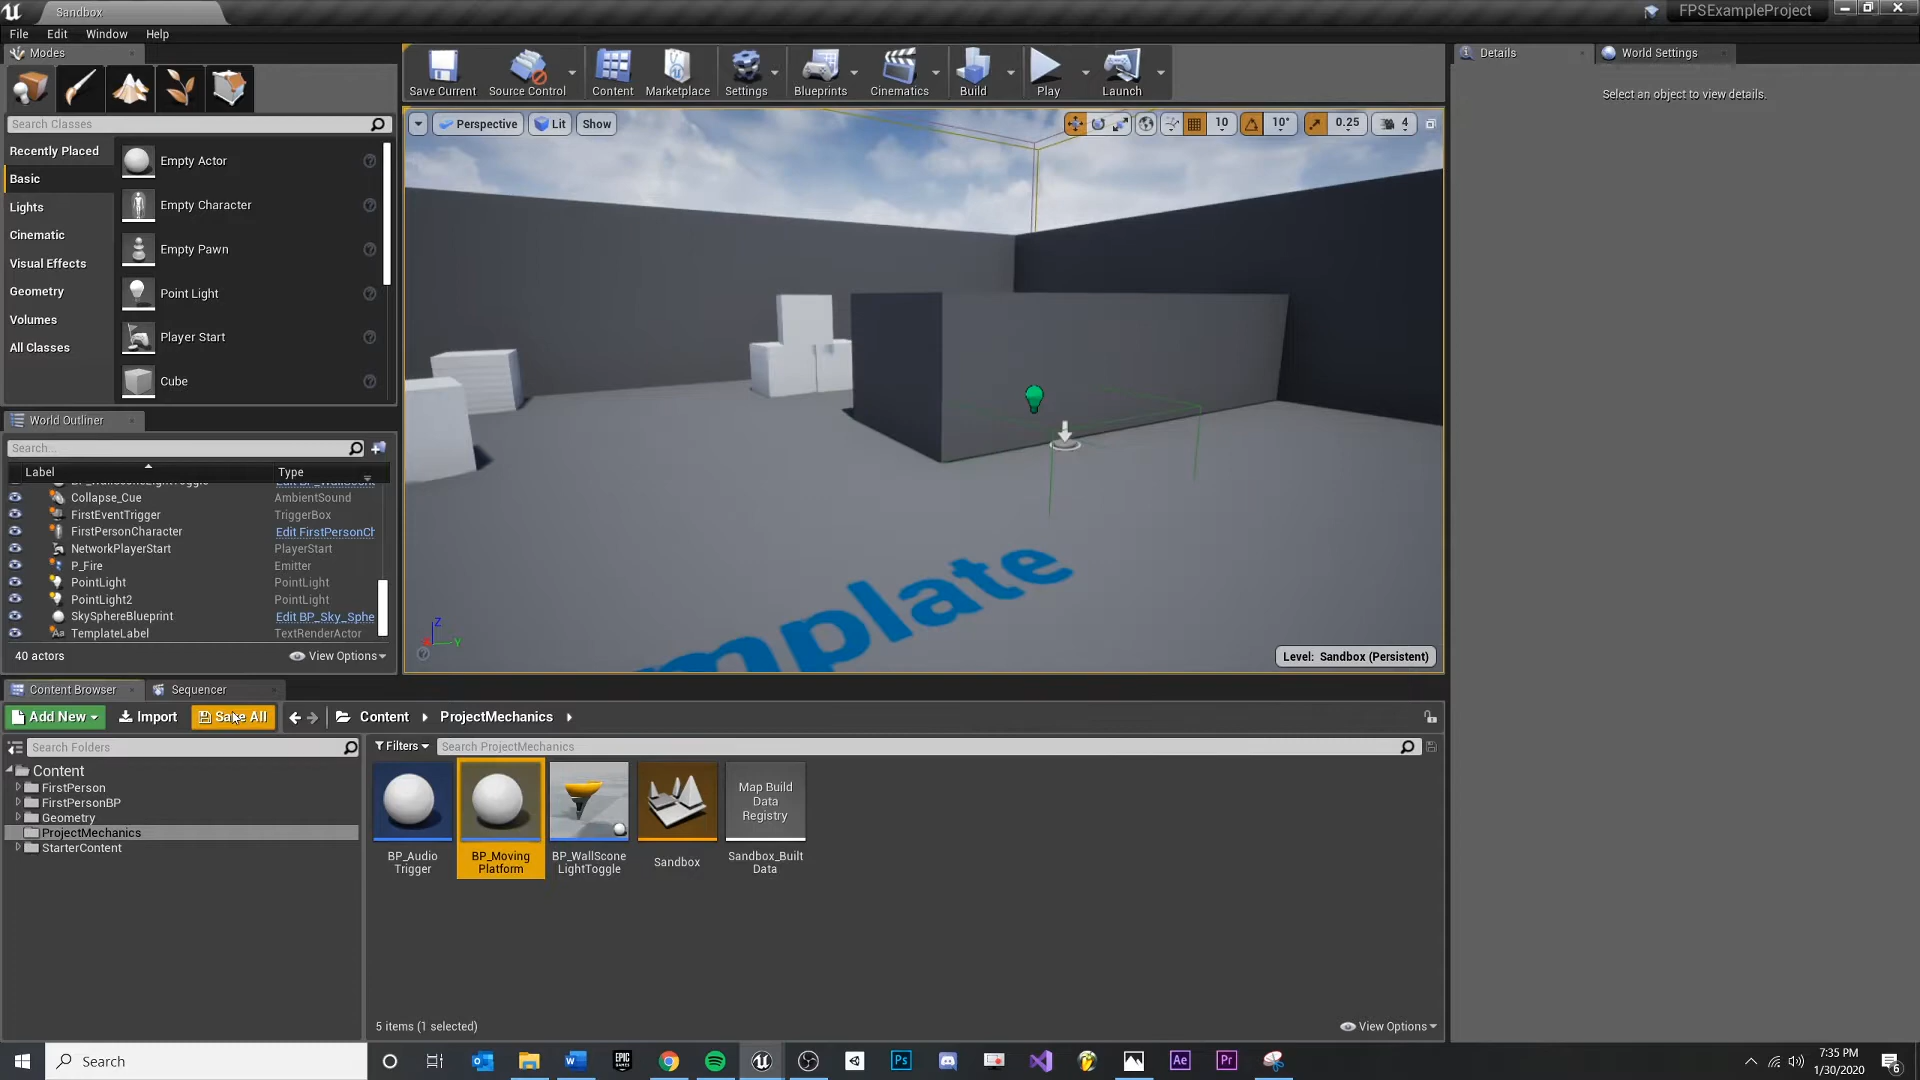 Sandbox
FPSExampleProject
File Edit Window Help
Modes
Search Classes
Recently Placed
Basic
Lights
Cinematic
Visual Effects
Geometry
Volumes
All Classes
Empty Actor
Empty Character
Empty Pawn
Point Light
Player Start
Cube
Save Current
Source Control
Content
Marketplace
Settings
Blueprints
Cinematics
Build
Play
Launch
Perspective
Lit
Show
10
10°
0.25
4
Details
World Settings
Select an object to view details.
mplate
Z
Y
Level: Sandbox (Persistent)
World Outliner
Search...
Label Type
Collapse_Cue AmbientSound
FirstEventTrigger TriggerBox
FirstPersonCharacter Edit FirstPersonCh
NetworkPlayerStart PlayerStart
P_Fire Emitter
PointLight PointLight
PointLight2 PointLight
SkySphereBlueprint Edit BP_Sky_Sphe
TemplateLabel TextRenderActor
40 actors
View Options
Content Browser
Sequencer
Add New
Import
Save All
Content
ProjectMechanics
Search Folders
Filters
Search ProjectMechanics
Content
FirstPerson
FirstPersonBP
Geometry
ProjectMechanics
StarterContent
BP_Audio
Trigger
BP_Moving
Platform
BP_WallScone
LightToggle
Sandbox
Map Build
Data
Registry
Sandbox_Built
Data
5 items (1 selected)
View Options
Search
EPIC
GAMES
Ps
Ae
Pr
7:35 PM
1/30/2020
6